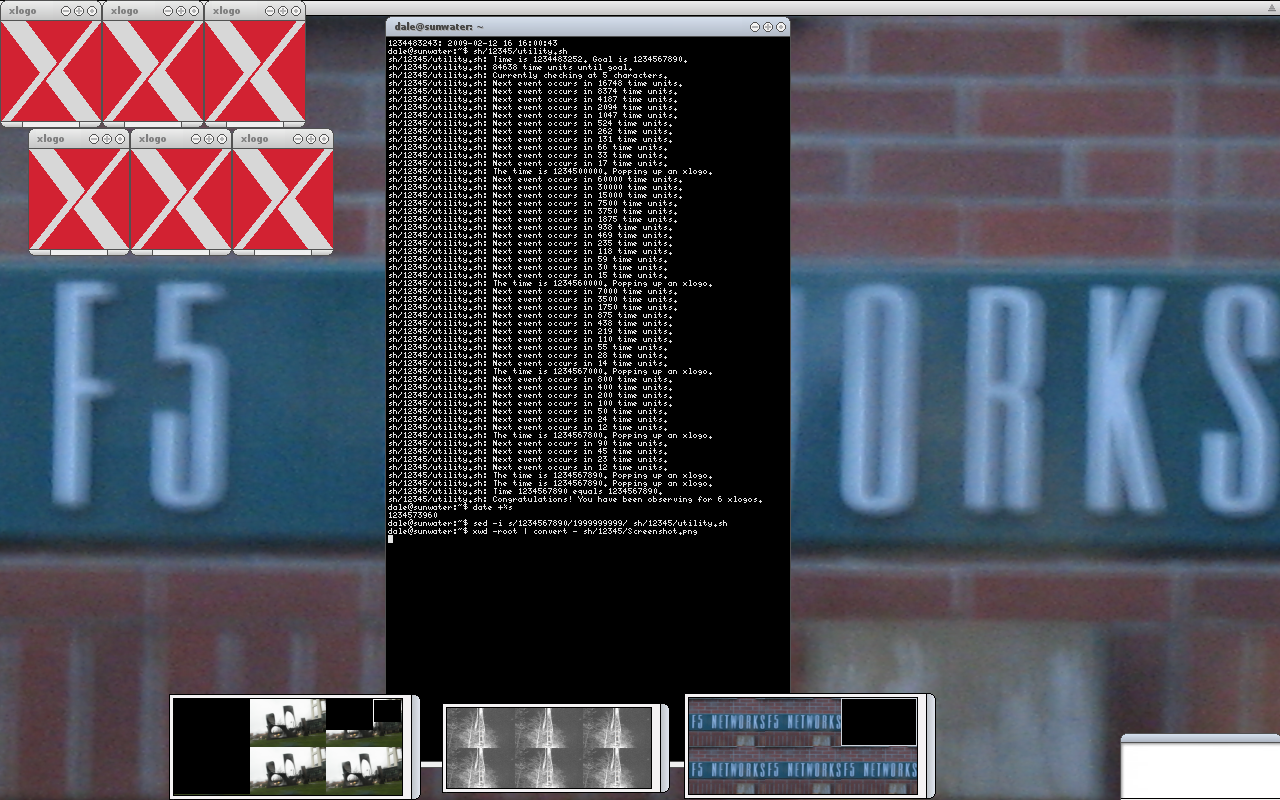 xlogo
xlogo
xlogo
xlogo
xlogo
xlogo
dale@sunwater: ~
1234483243: 2009-02-12 16 16:00:43
dale@sunwater:~$ sh/12345/utility.sh
sh/12345/utility.sh: Time is 1234483252. Goal is 1234567890.
sh/12345/utility.sh: 84638 time units until goal.
sh/12345/utility.sh: Currently checking at 5 characters.
sh/12345/utility.sh: Next event occurs in 16748 time units.
sh/12345/utility.sh: Next event occurs in 8374 time units.
sh/12345/utility.sh: Next event occurs in 4187 time units.
sh/12345/utility.sh: Next event occurs in 2094 time units.
sh/12345/utility.sh: Next event occurs in 1047 time units.
sh/12345/utility.sh: Next event occurs in 524 time units.
sh/12345/utility.sh: Next event occurs in 262 time units.
sh/12345/utility.sh: Next event occurs in 131 time units.
sh/12345/utility.sh: Next event occurs in 66 time units.
sh/12345/utility.sh: Next event occurs in 33 time units.
sh/12345/utility.sh: Next event occurs in 17 time units.
sh/12345/utility.sh: The time is 1234500000. Popping up an xlogo.
sh/12345/utility.sh: Next event occurs in 60000 time units.
sh/12345/utility.sh: Next event occurs in 30000 time units.
sh/12345/utility.sh: Next event occurs in 15000 time units.
sh/12345/utility.sh: Next event occurs in 7500 time units.
sh/12345/utility.sh: Next event occurs in 3750 time units.
sh/12345/utility.sh: Next event occurs in 1875 time units.
sh/12345/utility.sh: Next event occurs in 938 time units.
sh/12345/utility.sh: Next event occurs in 469 time units.
sh/12345/utility.sh: Next event occurs in 235 time units.
sh/12345/utility.sh: Next event occurs in 118 time units.
sh/12345/utility.sh: Next event occurs in 59 time units.
sh/12345/utility.sh: Next event occurs in 30 time units.
sh/12345/utility.sh: Next event occurs in 15 time units.
sh/12345/utility.sh: The time is 1234560000. Popping up an xlogo.
sh/12345/utility.sh: Next event occurs in 7000 time units.
sh/12345/utility.sh: Next event occurs in 3500 time units.
sh/12345/utility.sh: Next event occurs in 1750 time units.
sh/12345/utility.sh: Next event occurs in 875 time units.
sh/12345/utility.sh: Next event occurs in 438 time units.
sh/12345/utility.sh: Next event occurs in 219 time units.
sh/12345/utility.sh: Next event occurs in 110 time units.
sh/12345/utility.sh: Next event occurs in 55 time units.
sh/12345/utility.sh: Next event occurs in 28 time units.
sh/12345/utility.sh: Next event occurs in 14 time units.
sh/12345/utility.sh: The time is 1234567000. Popping up an xlogo.
sh/12345/utility.sh: Next event occurs in 800 time units.
sh/12345/utility.sh: Next event occurs in 400 time units.
sh/12345/utility.sh: Next event occurs in 200 time units.
sh/12345/utility.sh: Next event occurs in 100 time units.
sh/12345/utility.sh: Next event occurs in 50 time units.
sh/12345/utility.sh: Next event occurs in 24 time units.
sh/12345/utility.sh: Next event occurs in 12 time units.
sh/12345/utility.sh: The time is 1234567800. Popping up an xlogo.
sh/12345/utility.sh: Next event occurs in 90 time units.
sh/12345/utility.sh: Next event occurs in 45 time units.
sh/12345/utility.sh: Next event occurs in 23 time units.
sh/12345/utility.sh: Next event occurs in 12 time units.
sh/12345/utility.sh: The time is 1234567890. Popping up an xlogo.
sh/12345/utility.sh: The time is 1234567890. Popping up an xlogo.
sh/12345/utility.sh: Time 1234567890 equals 1234567890.
sh/12345/utility.sh: Congratulations! You have been observing for 6 xlogos.
dale@sunwater:~$ date +%s
1234573960
dale@sunwater:~$ sed -i s/1234567890/1999999999/ sh/12345/utility.sh
dale@sunwater:~$ xwd -root | convert - sh/12345/Screenshot.png
F5 WORKS
F5 NETWORKS F5 NETWORKS
F5 NETWORKS F5 NETWORKS F5 NETWORKS